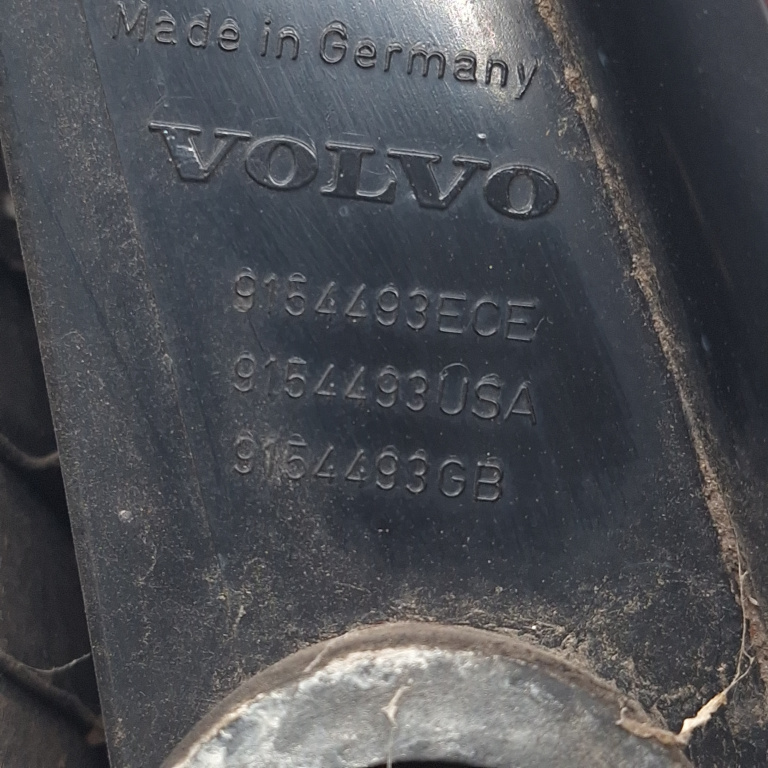 Made in Germany
VOLVO
9154493ECE
9154493USA
9154493GB